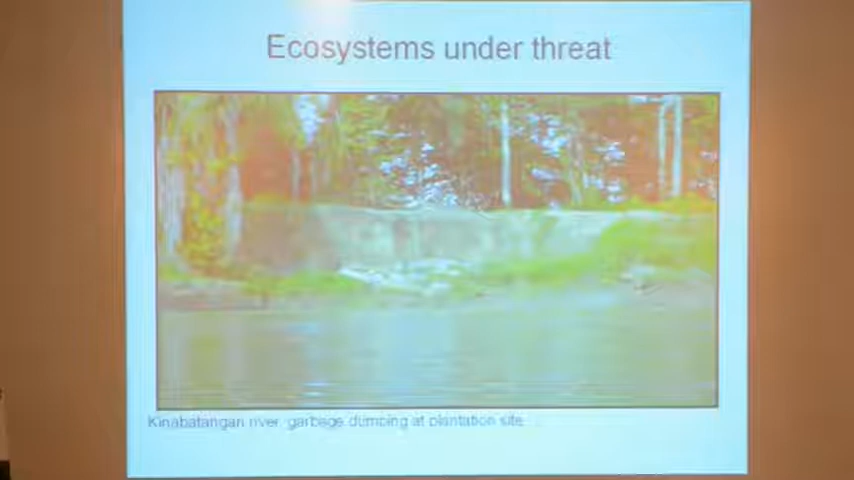 Ecosystems under threat
Kinabatangan river, garbage dumping at plantation site